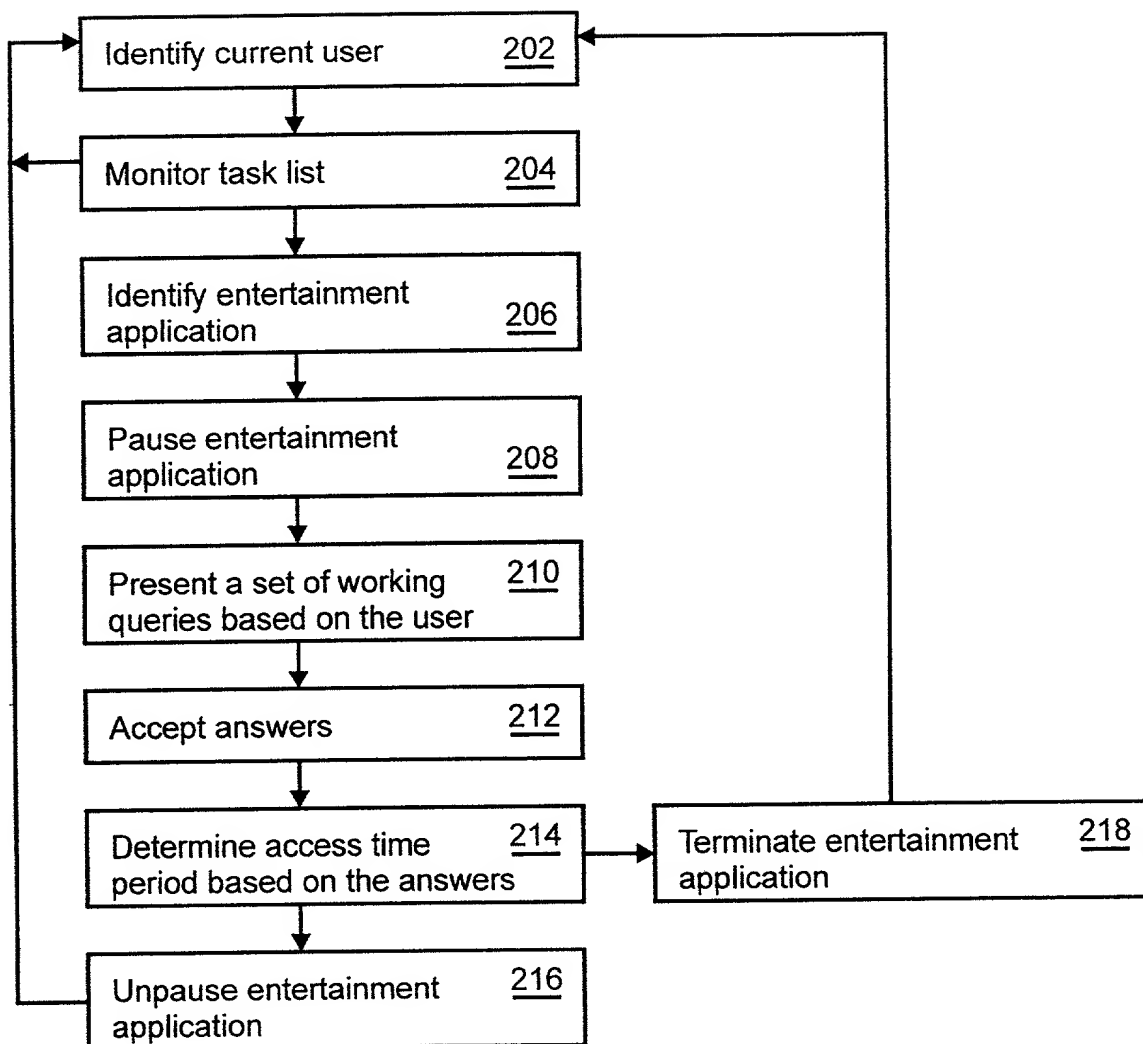 Identify current user 202
Monitor task list 204
Identify entertainment
application 206
Pause entertainment
application 208
Present a set of working 210
queries based on the user
Accept answers 212
Determine access time 214
period based on the answers
Terminate entertainment 218
application
Unpause entertainment 216
application